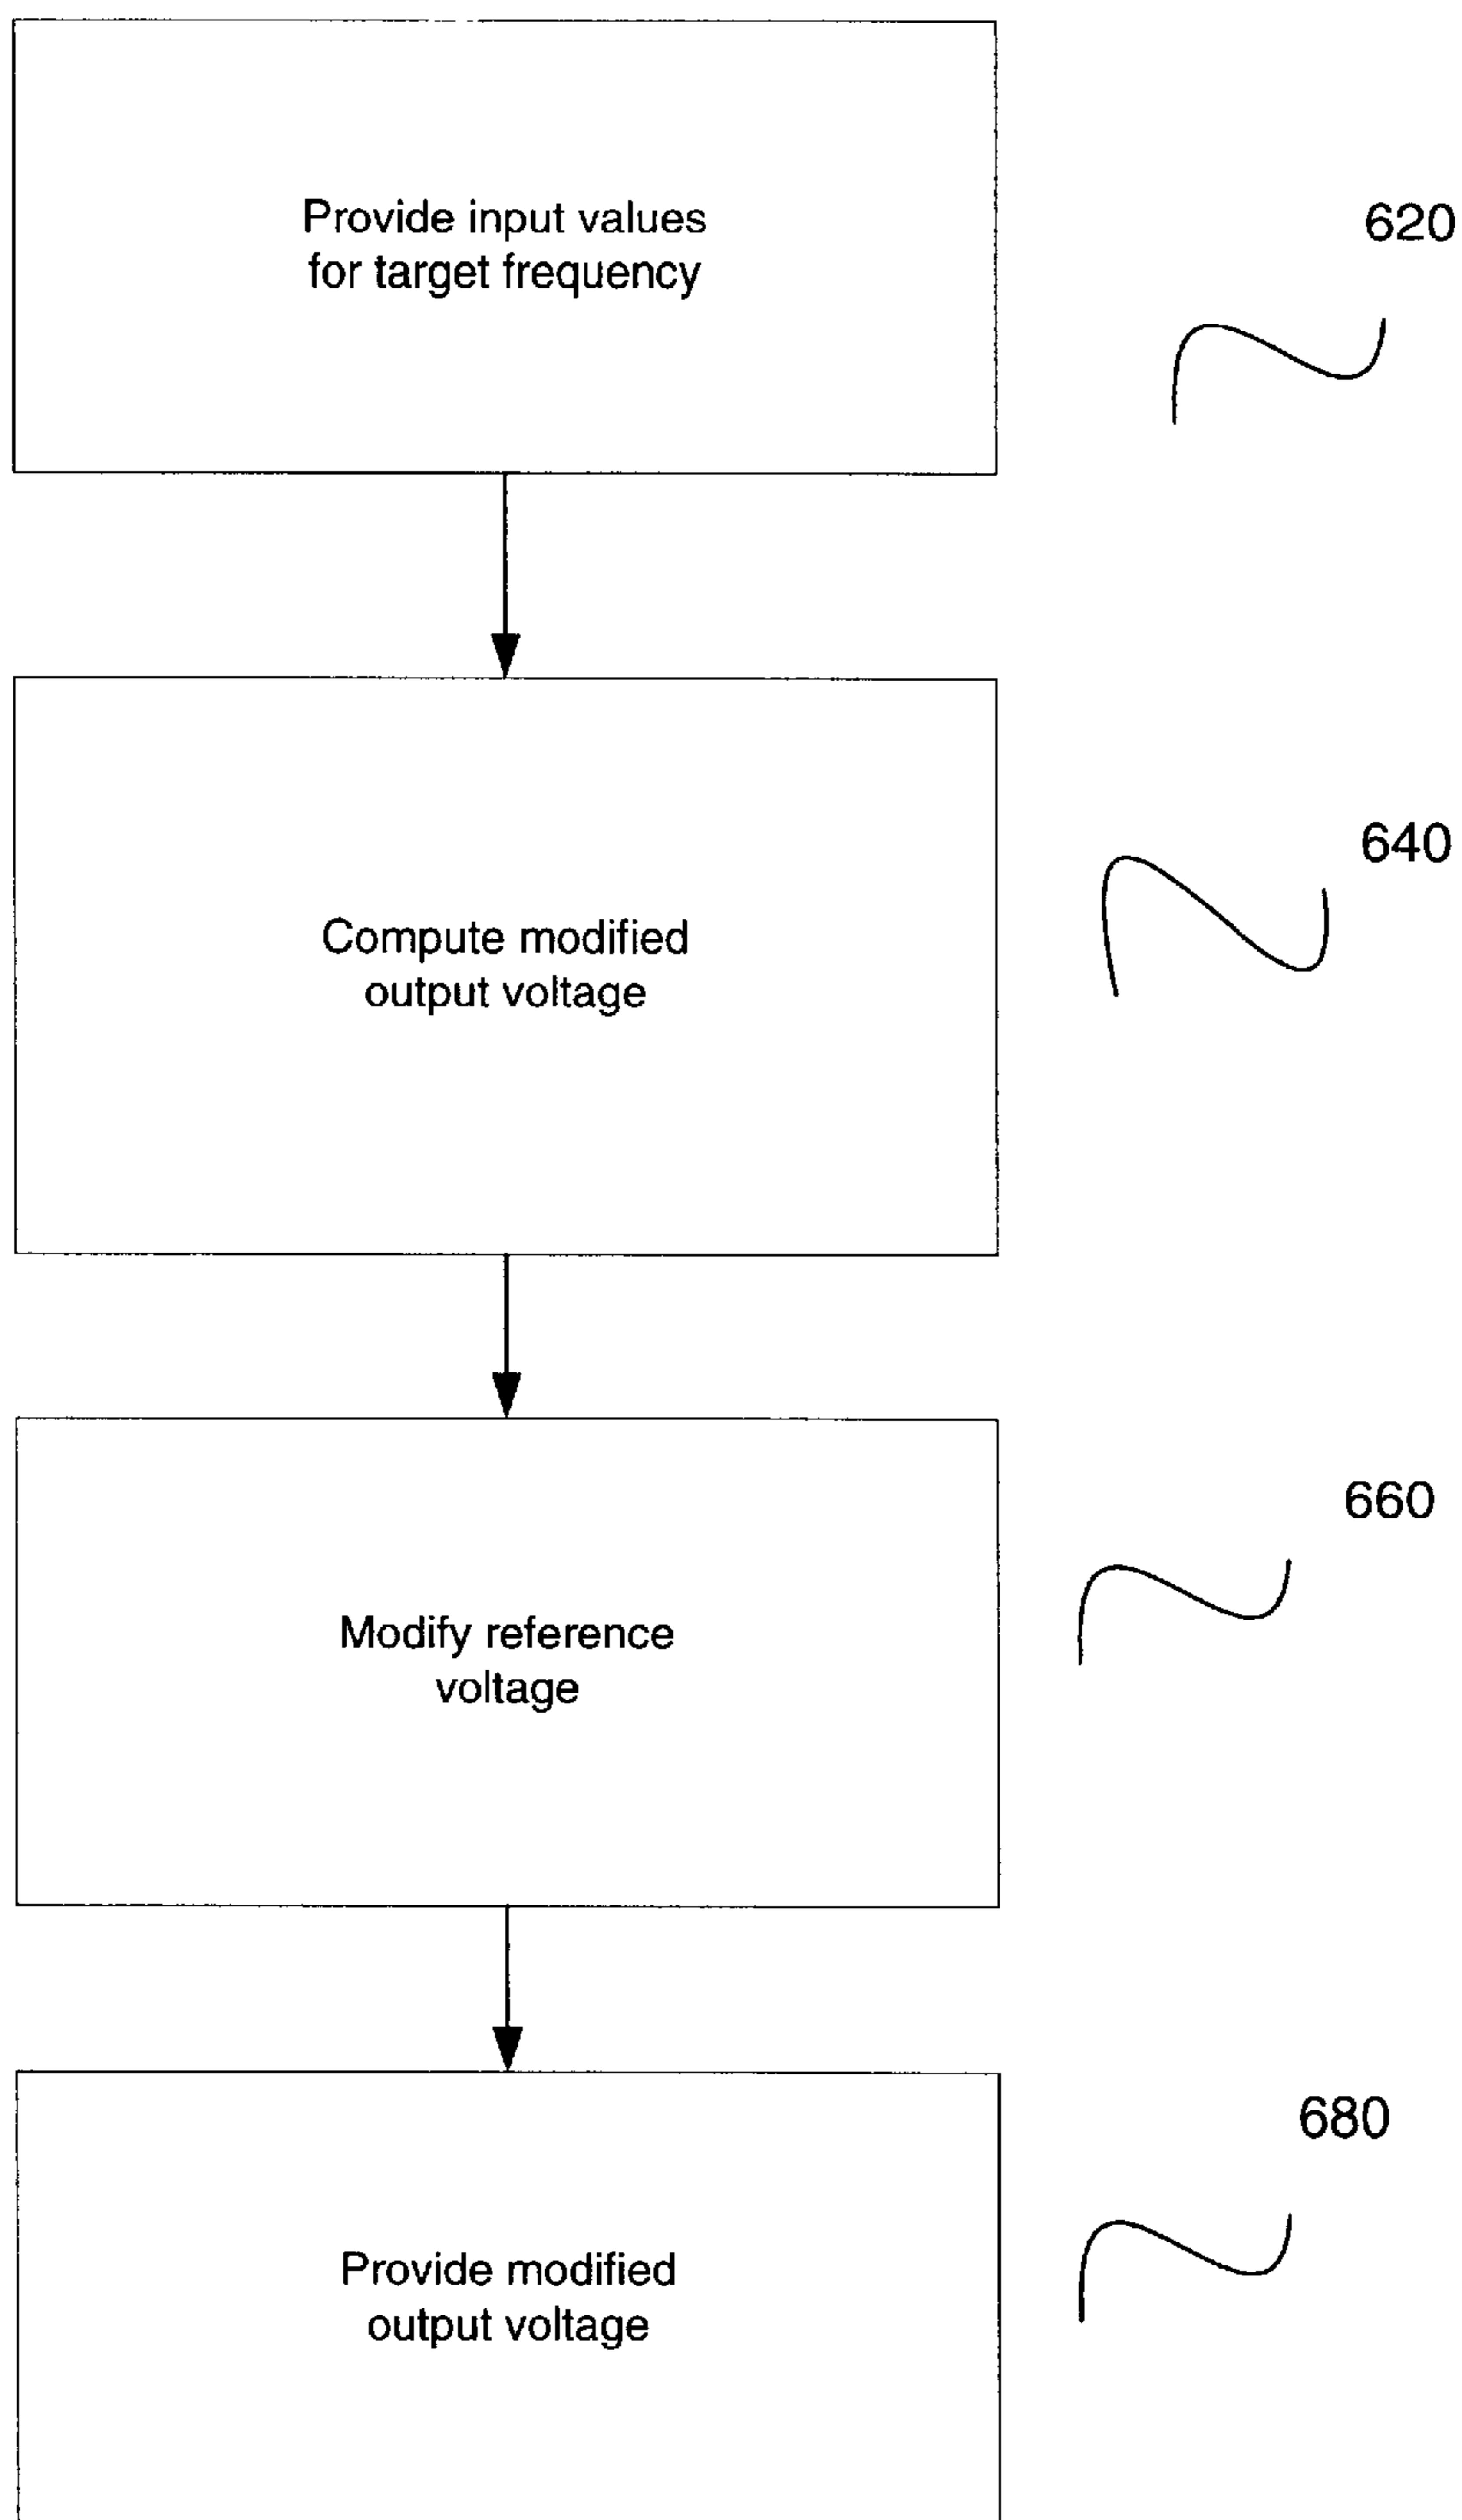 Provide input values
for target frequency
620
Compute modified
output voltage
640
Modify reference
voltage
660
Provide modified
output voltage
680